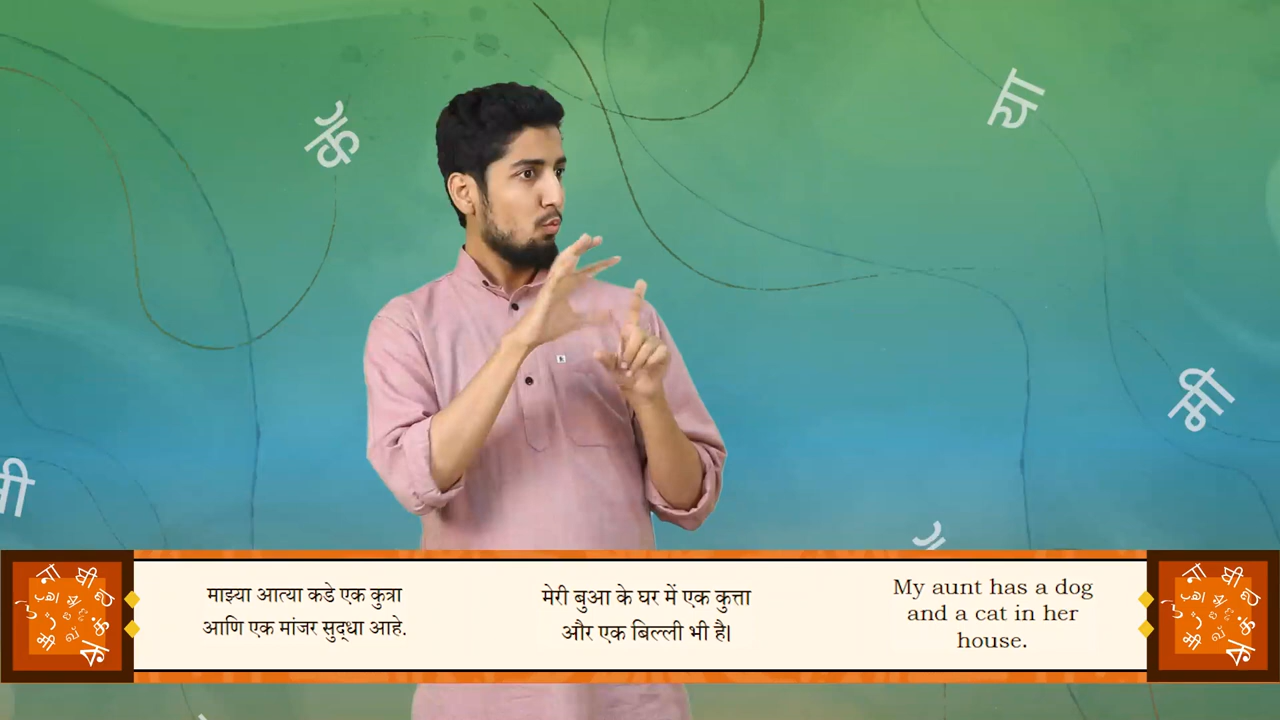 कॅ
या
मी
माझ्या आत्या कडे एक कुत्रा
आणि एक मांजर सुद्धा आहे.
मेरी बुआ के घर में एक कुत्ता
और एक बिल्ली भी है।
My aunt has a dog
and a cat in her
house.